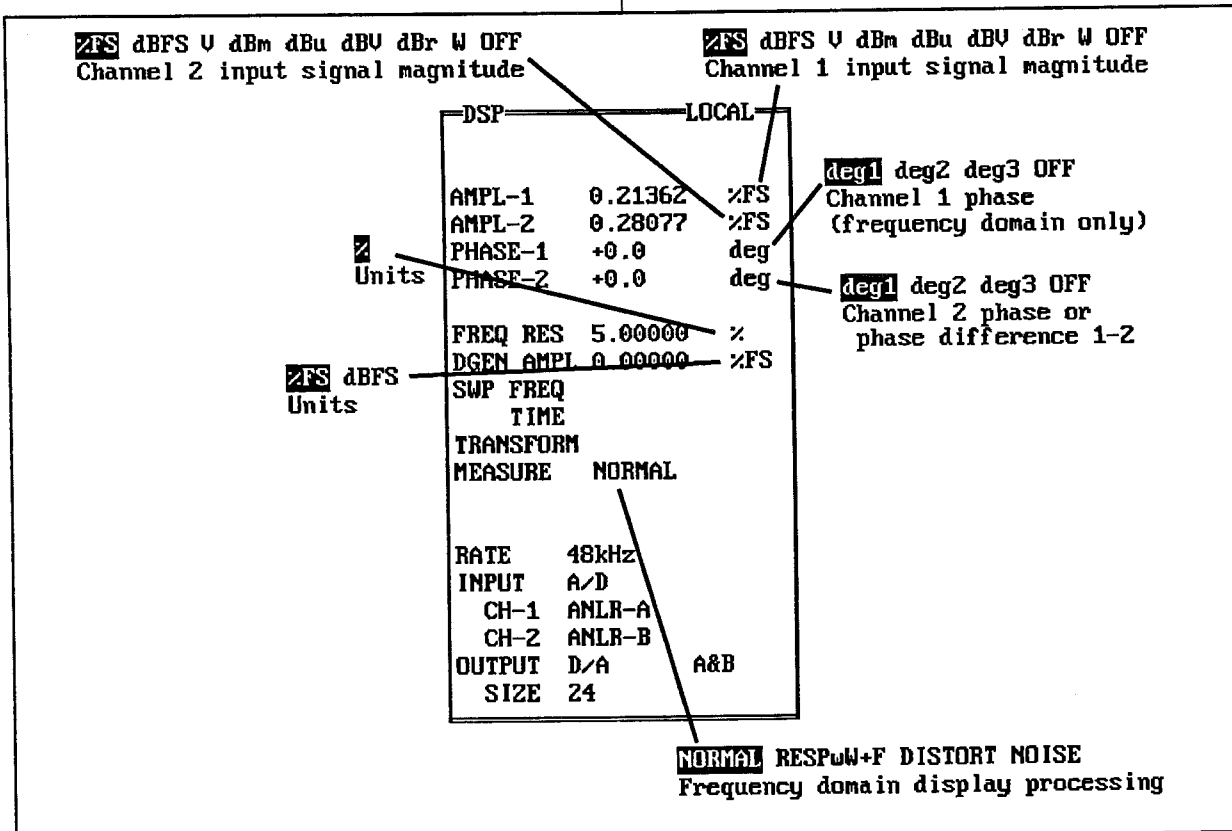 %FS dBFS V dBm dBu dBV dBr W OFF
Channel 2 input signal magnitude
%FS dBFS V dBm dBu dBV dBr W OFF
Channel 1 input signal magnitude
DSP LOCAL
AMPL-1 0.21362 %FS
AMPL-2 0.28077 %FS
PHASE-1 +0.0 deg
PHASE-2 +0.0 deg
FREQ RES 5.00000 %
DGEN AMPL 0.00000 %FS
SWP FREQ
TIME
TRANSFORM
MEASURE NORMAL
RATE 48kHz
INPUT A/D
CH-1 ANLR-A
CH-2 ANLR-B
OUTPUT D/A A&B
SIZE 24
deg1 deg2 deg3 OFF
Channel 1 phase
(frequency domain only)
deg1 deg2 deg3 OFF
Channel 2 phase or
phase difference 1-2
%
Units
%FS dBFS
Units
NORMAL RESPωW+F DISTORT NOISE
Frequency domain display processing